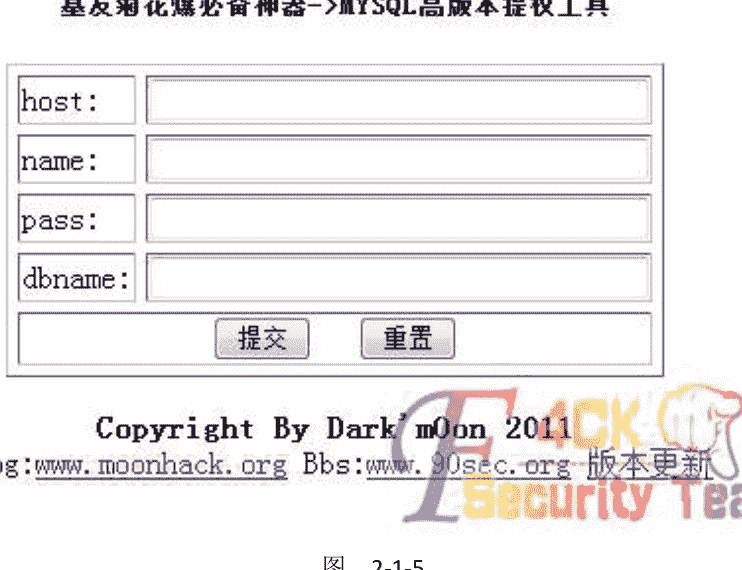 基友菊花爆必备神器->MYSQL高版本提权工具
host:
name:
pass:
dbname:
提交 重置
Copyright By Dark'm0on 2011
og:www.moonhack.org Bbs:www.90sec.org 版本更新
F4CK
Security Tea
图 2-1-5